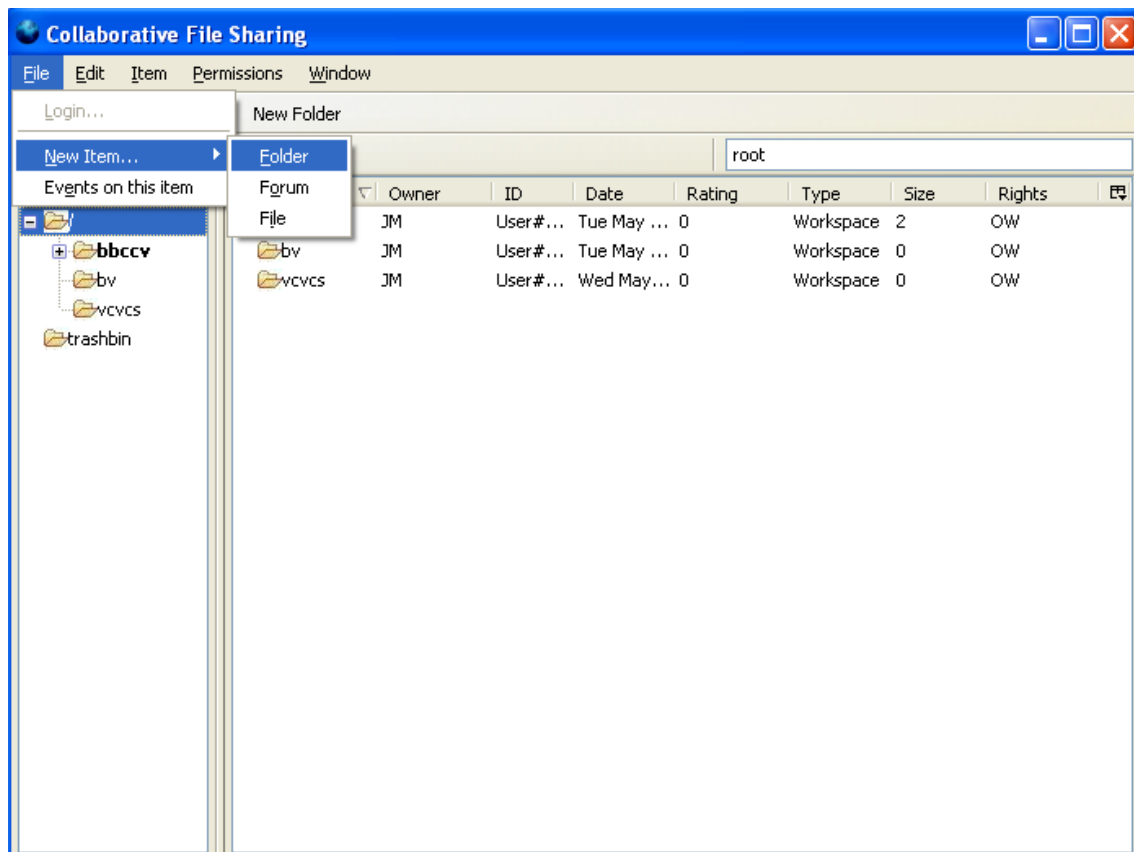 Collaborative File Sharing
File Edit Item Permissions Window
Login... New Folder
New Item... Folder root
Events on this item Forum Owner ID Date Rating Type Size Rights
File
/ JM User#... Tue May ... 0 Workspace 2 OW
bbccv bv JM User#... Tue May ... 0 Workspace 0 OW
bv vcvcs JM User#... Wed May... 0 Workspace 0 OW
vcvcs
trashbin